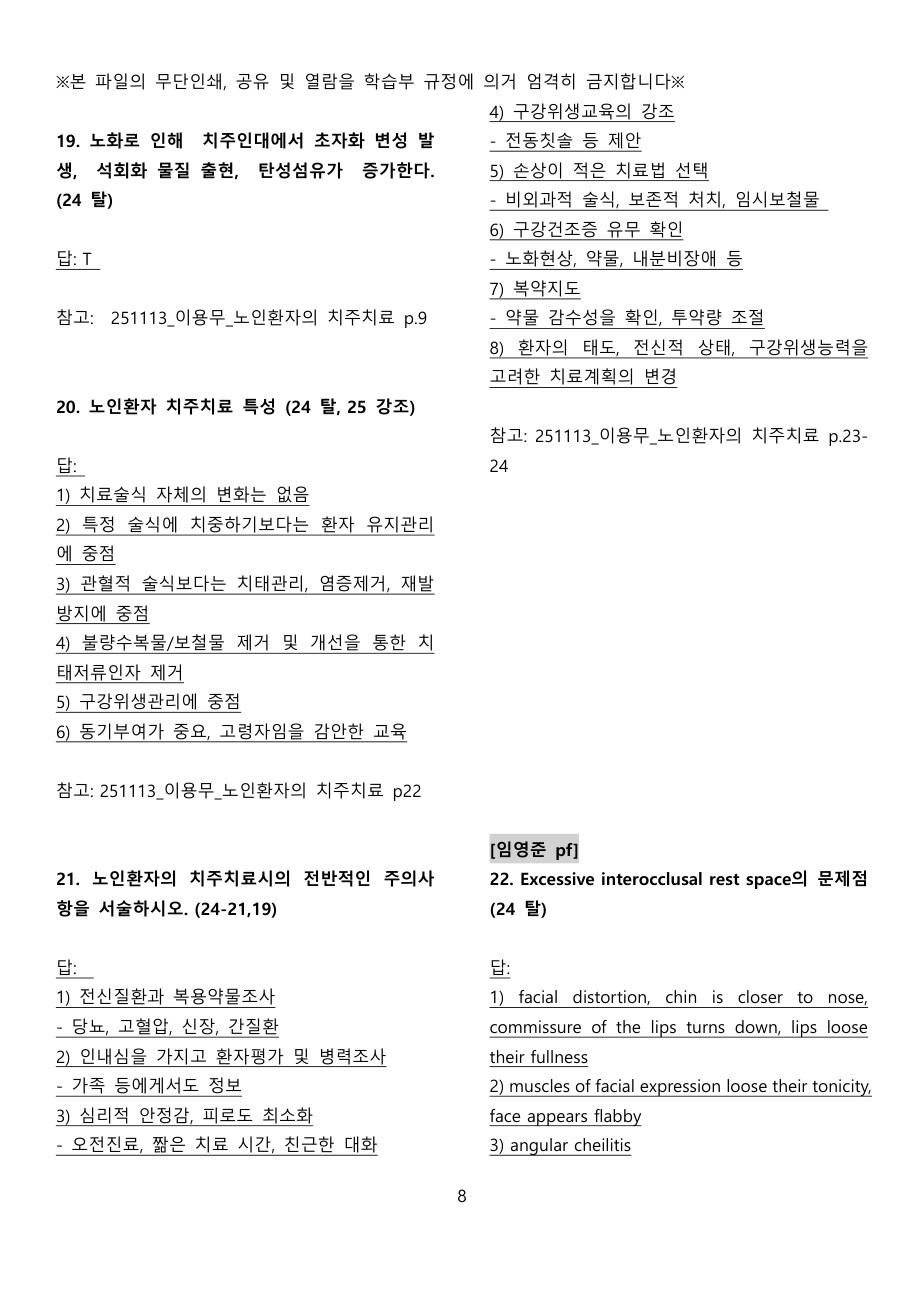 ※본 파일의 무단인쇄, 공유 및 열람을 학습부 규정에 의거 엄격히 금지합니다※
19. 노화로 인해 치주인대에서 초자화 변성 발
생, 석회화 물질 출현, 탄성섬유가 증가한다.
(24 탈)
답: T
참고: 251113_이용무_노인환자의 치주치료 p.9
20. 노인환자 치주치료 특성 (24 탈, 25 강조)
답:
1) 치료술식 자체의 변화는 없음
2) 특정 술식에 치중하기보다는 환자 유지관리
에 중점
3) 관혈적 술식보다는 치태관리, 염증제거, 재발
방지에 중점
4) 불량수복물/보철물 제거 및 개선을 통한 치
태저류인자 제거
5) 구강위생관리에 중점
6) 동기부여가 중요, 고령자임을 감안한 교육
참고: 251113_이용무_노인환자의 치주치료 p22
21. 노인환자의 치주치료시의 전반적인 주의사
항을 서술하시오. (24-21,19)
답:
1) 전신질환과 복용약물조사
- 당뇨, 고혈압, 신장, 간질환
2) 인내심을 가지고 환자평가 및 병력조사
- 가족 등에게서도 정보
3) 심리적 안정감, 피로도 최소화
- 오전진료, 짧은 치료 시간, 친근한 대화
4) 구강위생교육의 강조
- 전동칫솔 등 제안
5) 손상이 적은 치료법 선택
- 비외과적 술식, 보존적 처치, 임시보철물
6) 구강건조증 유무 확인
- 노화현상, 약물, 내분비장애 등
7) 복약지도
- 약물 감수성을 확인, 투약량 조절
8) 환자의 태도, 전신적 상태, 구강위생능력을
고려한 치료계획의 변경
참고: 251113_이용무_노인환자의 치주치료 p.23-
24
[임영준 pf]
22. Excessive interocclusal rest space의 문제점
(24 탈)
답:
1) facial distortion, chin is closer to nose,
commissure of the lips turns down, lips loose
their fullness
2) muscles of facial expression loose their tonicity,
face appears flabby
3) angular cheilitis
8